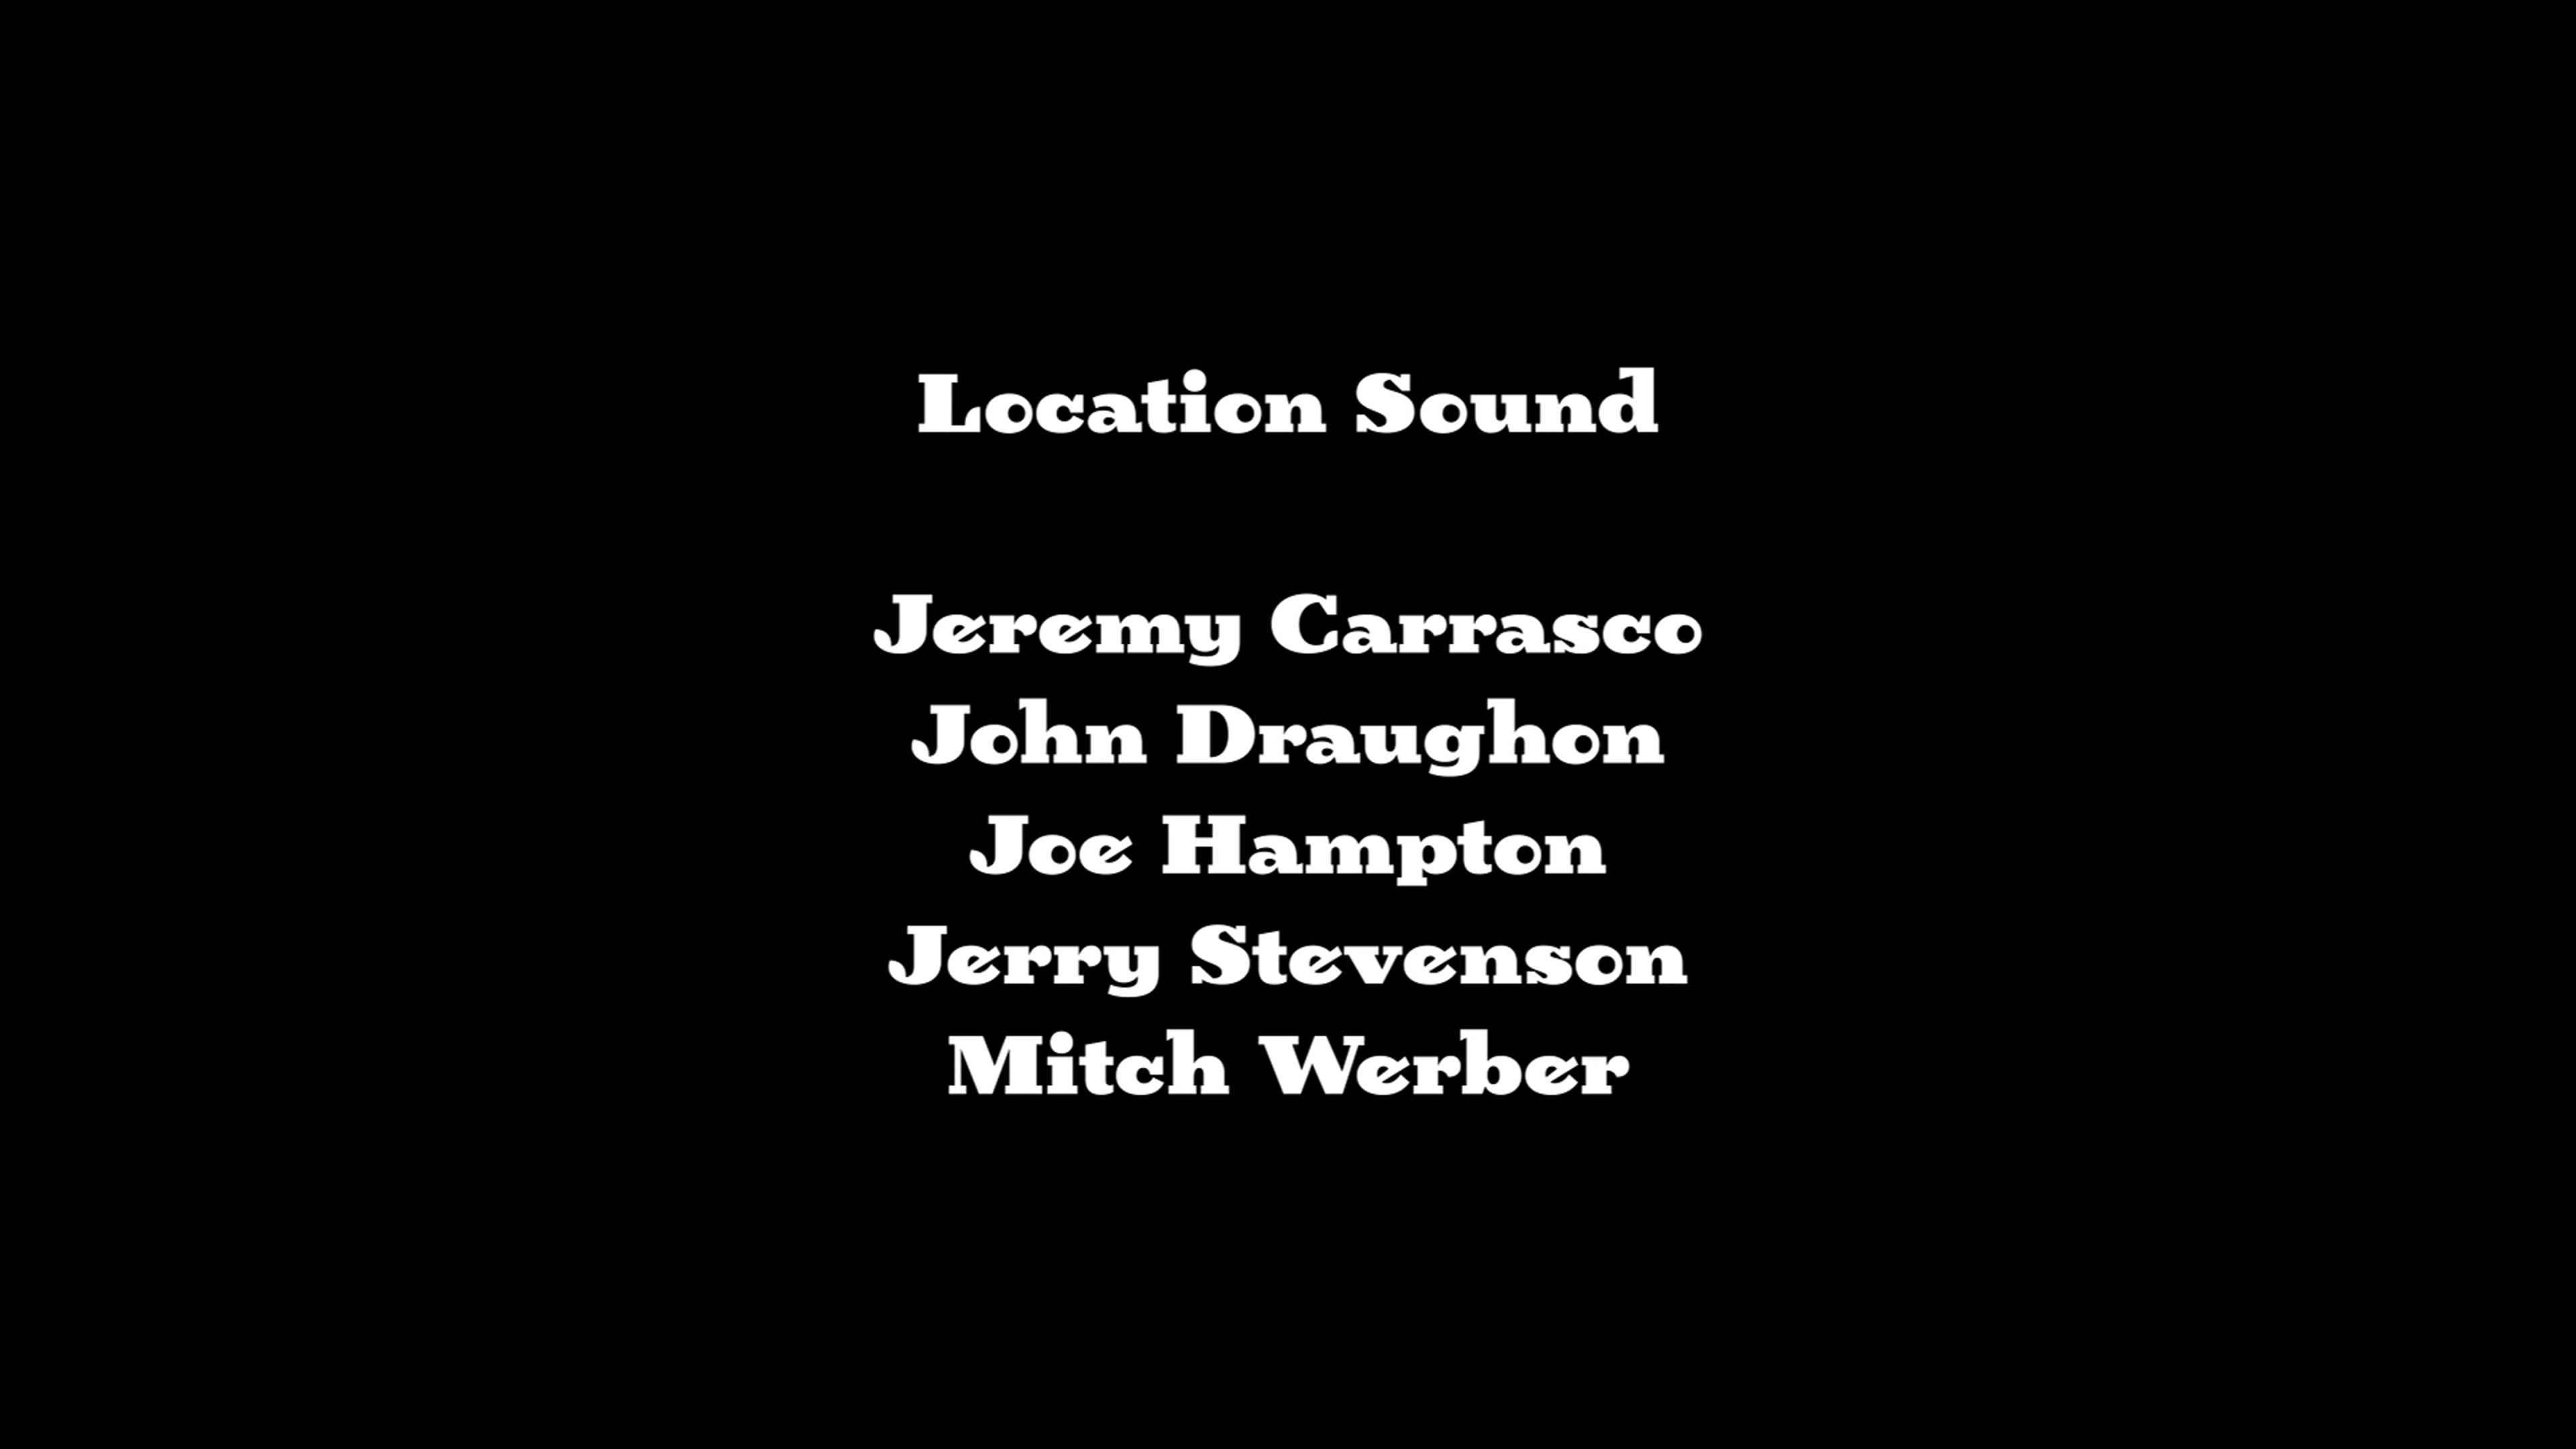 Location Sound
Jeremy Carrasco
John Draughon
Joe Hampton
Jerry Stevenson
Mitch Werber